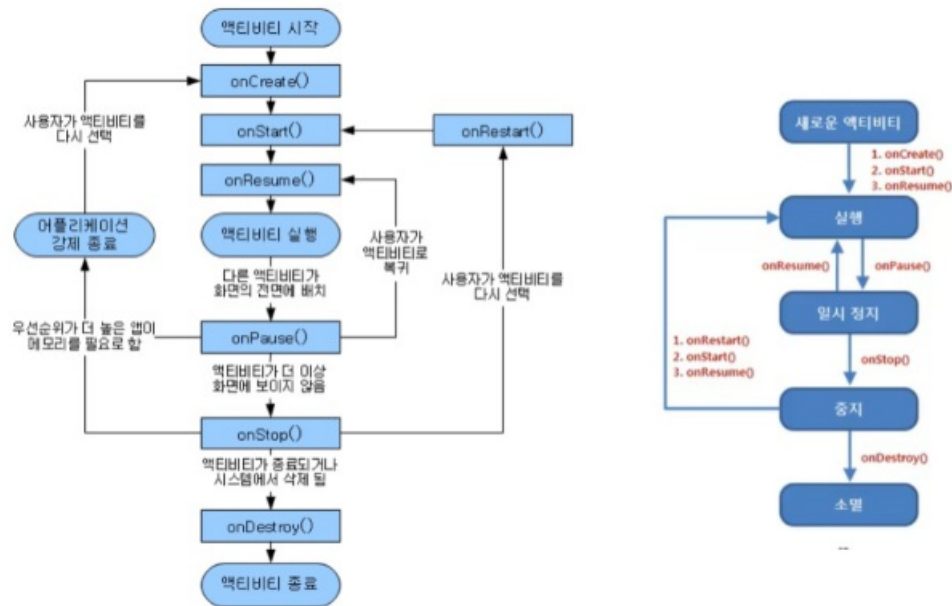 액티비티 시작
onCreate()
사용자가 액티비티를
다시 선택
onStart()
onRestart()
onResume()
어플리케이션
강제 종료
액티비티 실행
사용자가
액티비티로
복귀
다른 액티비티가
화면의 전면에 배치
사용자가 액티비티를
다시 선택
우선순위가 더 높은 앱이
메모리를 필요로 함
onPause()
액티비티가 더 이상
화면에 보이지 않음
onStop()
액티비티가 종료되거나
시스템에서 삭제 될
onDestroy()
액티비티 종료
새로운 액티비티
1. onCreate()
2. onStart()
3. onResume()
실행
onResume()
onPause()
일시 정지
1. onRestart()
2. onStart()
3. onResume()
onStop()
중지
onDestroy()
소멸